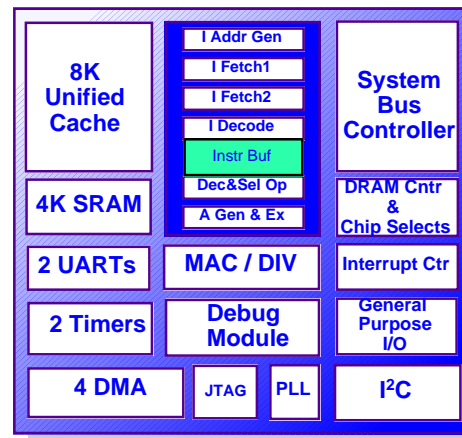 8K
Unified
Cache
I Addr Gen
I Fetch1
I Fetch2
I Decode
Instr Buf
Dec&Sel Op
A Gen & Ex
System
Bus
Controller
4K SRAM
DRAM Cntr
&
Chip Selects
2 UARTs
MAC / DIV
Interrupt Ctr
2 Timers
Debug
Module
General
Purpose
I/O
4 DMA
JTAG
PLL
I²C